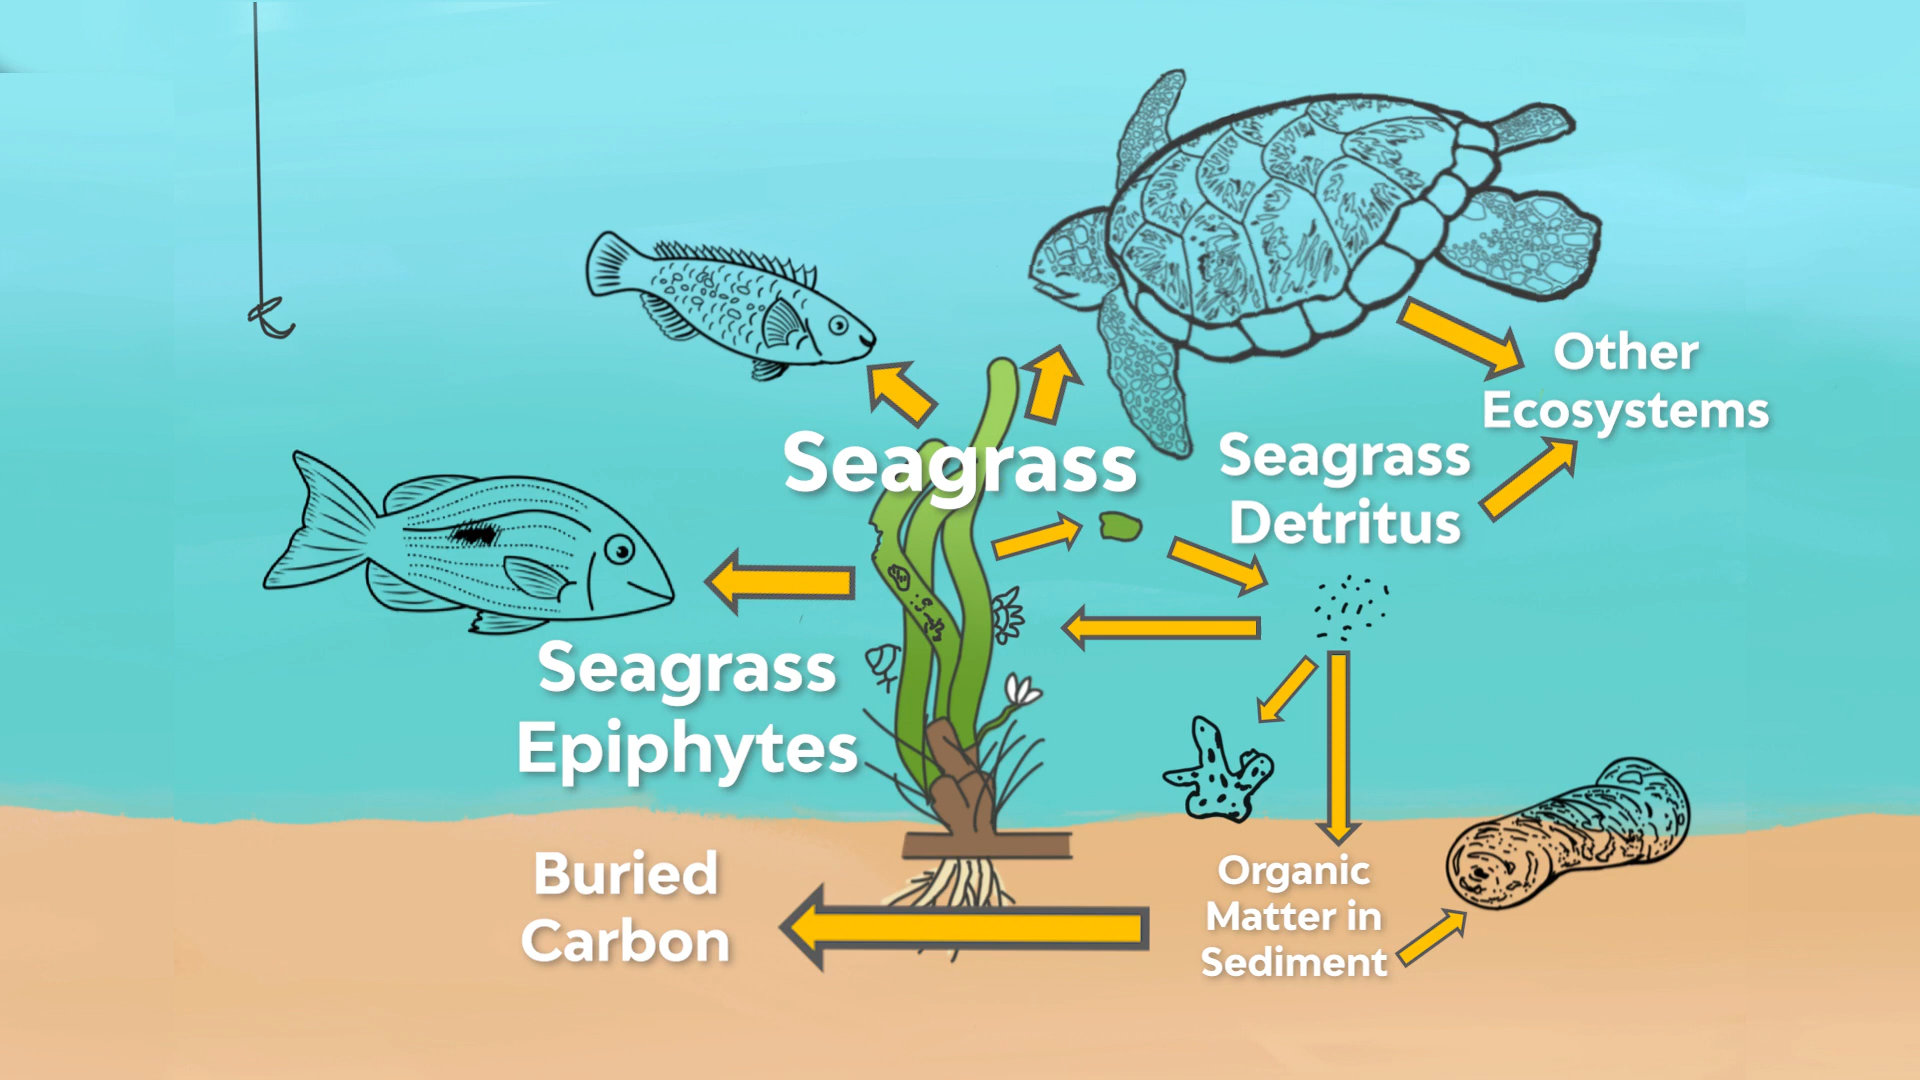 Other
Ecosystems
Seagrass
Seagrass
Detritus
Seagrass
Epiphytes
Buried
Carbon
Organic
Matter in
Sediment